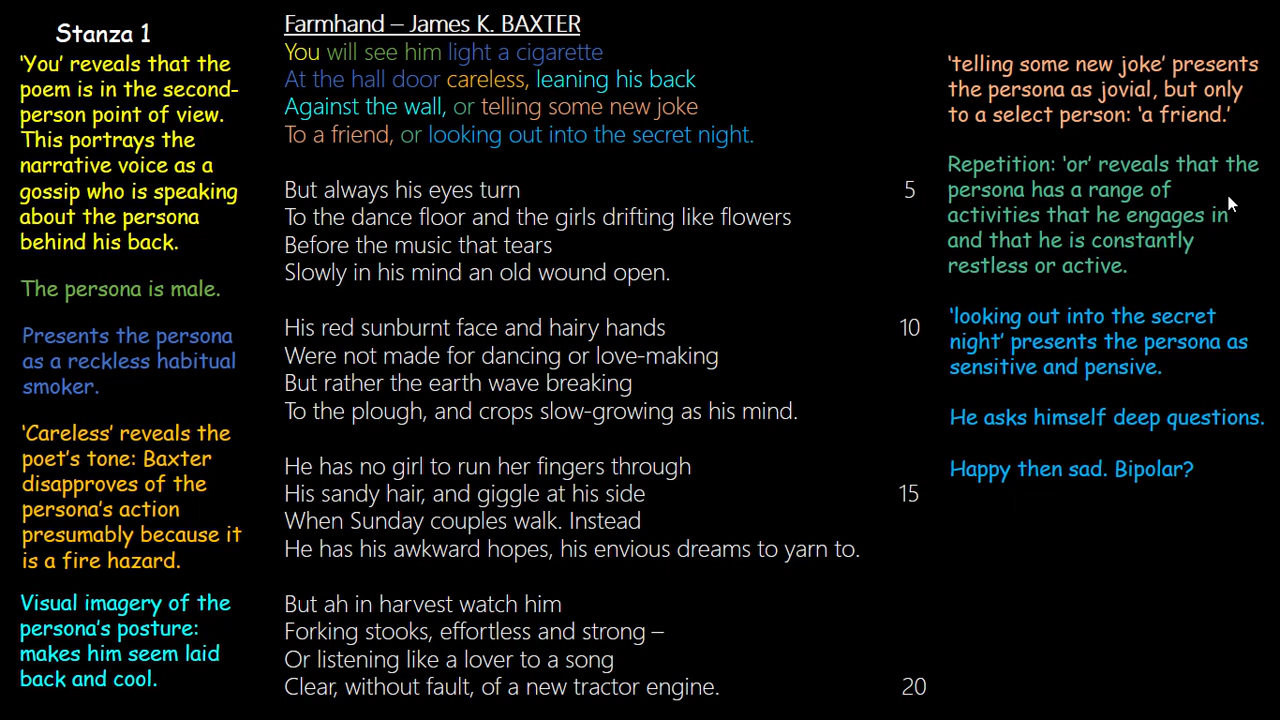 Stanza 1
‘You’ reveals that the
poem is in the second-
person point of view.
This portrays the
narrative voice as a
gossip who is speaking
about the persona
behind his back.
The persona is male.
Presents the persona
as a reckless habitual
smoker.
‘Careless’ reveals the
poet’s tone: Baxter
disapproves of the
persona’s action
presumably because it
is a fire hazard.
Visual imagery of the
persona’s posture:
makes him seem laid
back and cool.
Farmhand – James K. BAXTER
You will see him light a cigarette
At the hall door careless, leaning his back
Against the wall, or telling some new joke
To a friend, or looking out into the secret night.
But always his eyes turn 5
To the dance floor and the girls drifting like flowers
Before the music that tears
Slowly in his mind an old wound open.
His red sunburnt face and hairy hands 10
Were not made for dancing or love-making
But rather the earth wave breaking
To the plough, and crops slow-growing as his mind.
He has no girl to run her fingers through
His sandy hair, and giggle at his side 15
When Sunday couples walk. Instead
He has his awkward hopes, his envious dreams to yarn to.
But ah in harvest watch him
Forking stooks, effortless and strong –
Or listening like a lover to a song
Clear, without fault, of a new tractor engine. 20
‘telling some new joke’ presents
the persona as jovial, but only
to a select person: ‘a friend.’
Repetition: ‘or’ reveals that the
persona has a range of
activities that he engages in
and that he is constantly
restless or active.
‘looking out into the secret
night’ presents the persona as
sensitive and pensive.
He asks himself deep questions.
Happy then sad. Bipolar?